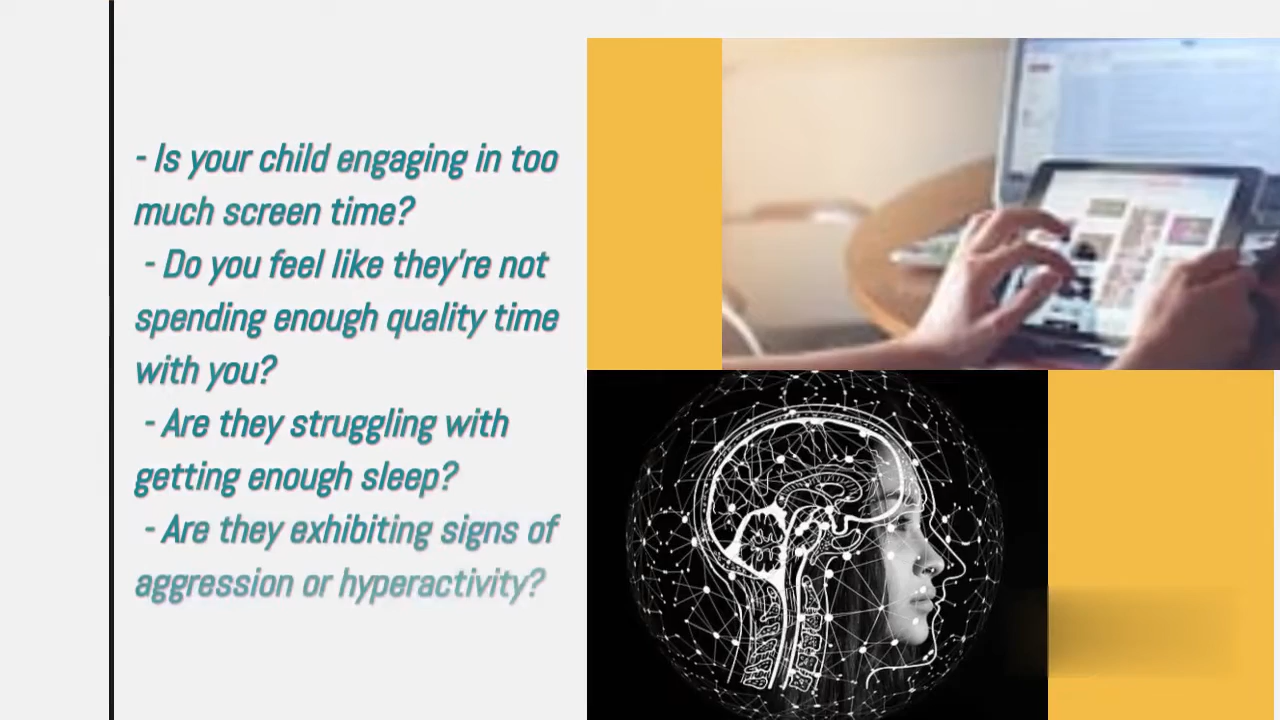 - Is your child engaging in too
much screen time?
- Do you feel like they're not
spending enough quality time
with you?
- Are they struggling with
getting enough sleep?
- Are they exhibiting signs of
aggression or hyperactivity?